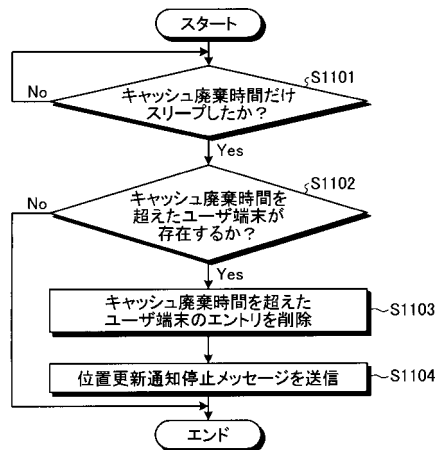 スタート
S1101
キャッシュ廃棄時間だけ
スリープしたか？
No
Yes
S1102
キャッシュ廃棄時間を
超えたユーザ端末が
存在するか？
No
Yes
キャッシュ廃棄時間を超えた
ユーザ端末のエントリを削除
S1103
位置更新通知停止メッセージを送信
S1104
エンド